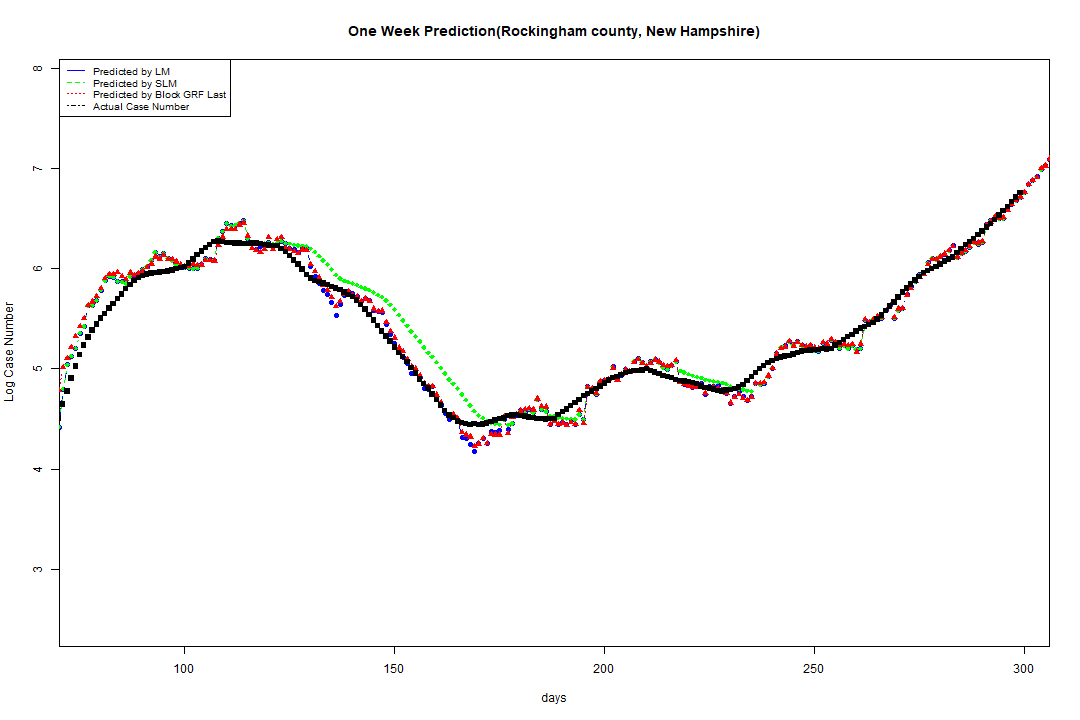 One Week Prediction(Rockingham county, New Hampshire)
Predicted by LM
Predicted by SLM
Predicted by Block GRF Last
Actual Case Number
8
7
6
5
4
3
Log Case Number
100 150 200 250 300
days